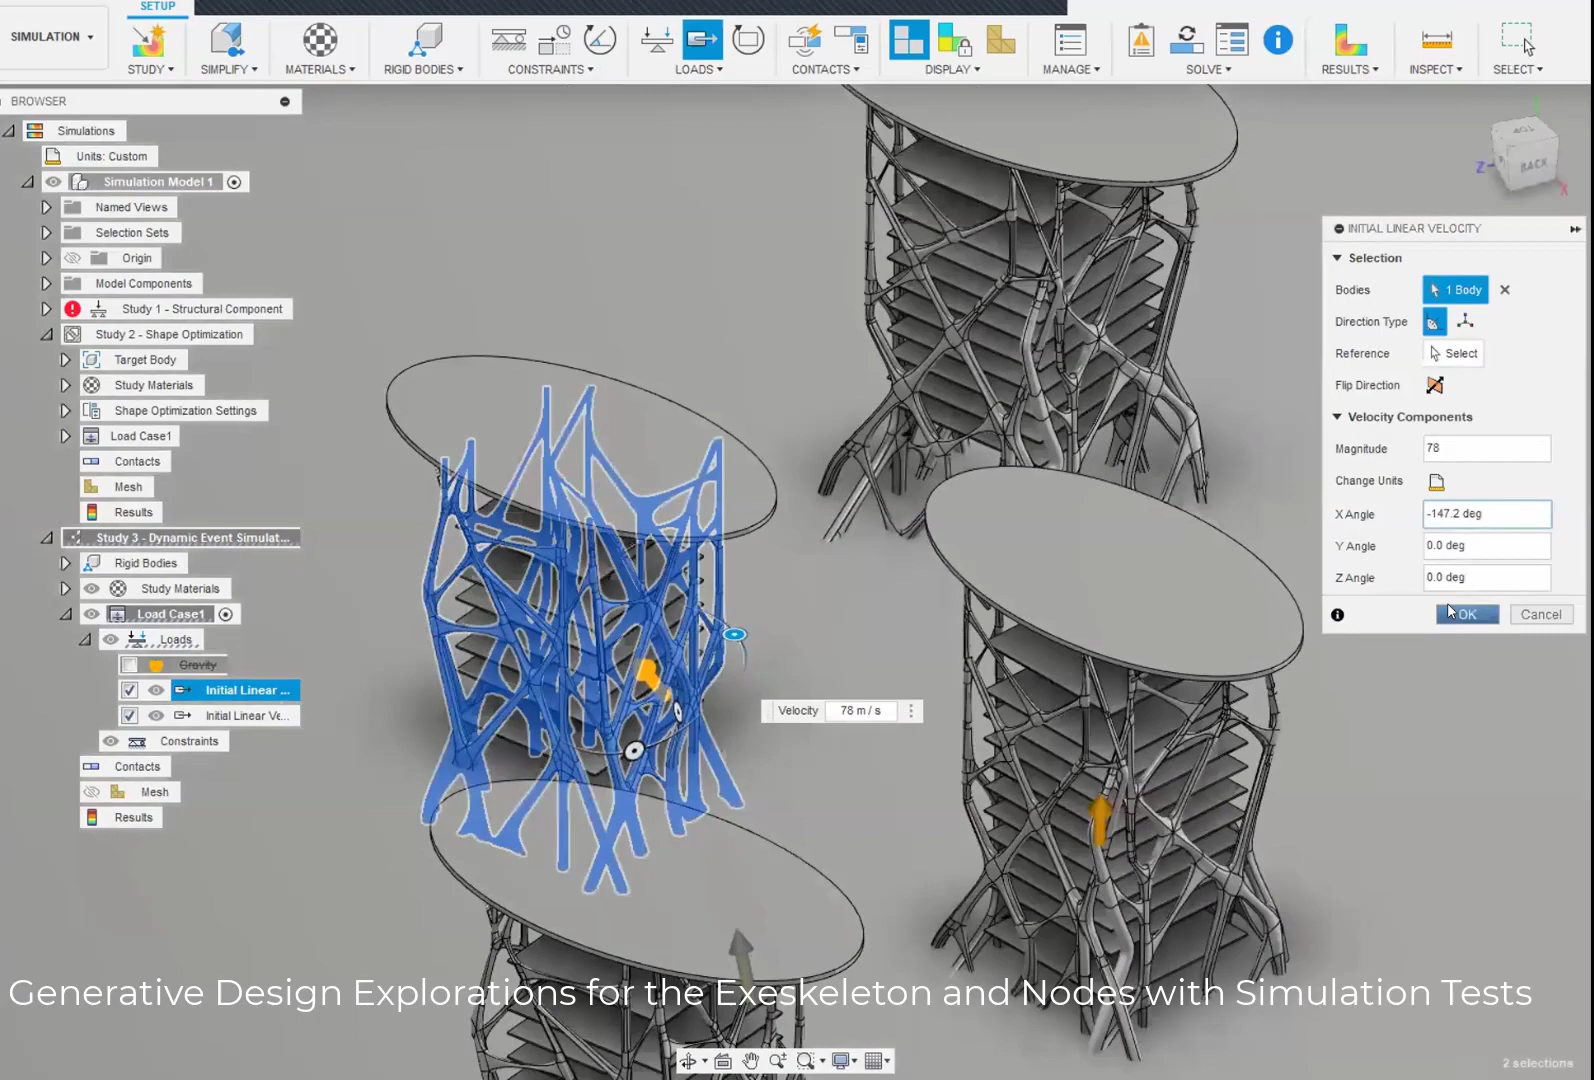 SETUP
SIMULATION
STUDY
SIMPLIFY
MATERIALS
RIGID BODIES
CONSTRAINTS
LOADS
CONTACTS
DISPLAY
MANAGE
SOLVE
RESULTS
INSPECT
SELECT
BROWSER
Simulations
Units: Custom
Simulation Model 1
Named Views
Selection Sets
Origin
Model Components
Study 1 - Structural Component
Study 2 - Shape Optimization
Target Body
Study Materials
Shape Optimization Settings
Load Case1
Contacts
Mesh
Results
Study 3 - Dynamic Event Simulat...
Rigid Bodies
Study Materials
Load Case1
Loads
Gravity
Initial Linear ...
Initial Linear Ve...
Constraints
Contacts
Mesh
Results
Z
BACK
X
INITIAL LINEAR VELOCITY
Selection
Bodies 1 Body
Direction Type
Reference Select
Flip Direction
Velocity Components
Magnitude 78
Change Units
X Angle -147.2 deg
Y Angle 0.0 deg
Z Angle 0.0 deg
OK Cancel
Velocity 78 m / s
Generative Design Explorations for the Exeskeleton and Nodes with Simulation Tests
2 selections